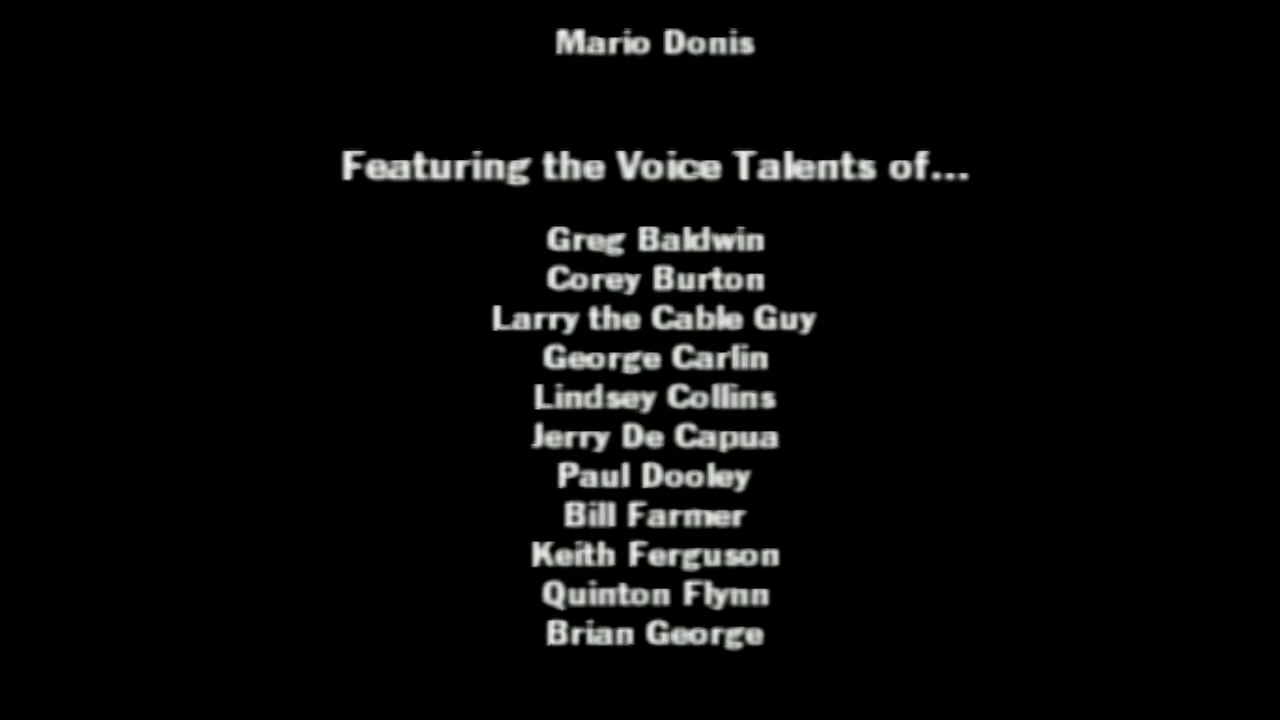 Mario Donis
Featuring the Voice Talents of...
Greg Baldwin
Corey Burton
Larry the Cable Guy
George Carlin
Lindsey Collins
Jerry De Capua
Paul Dooley
Bill Farmer
Keith Ferguson
Quinton Flynn
Brian George